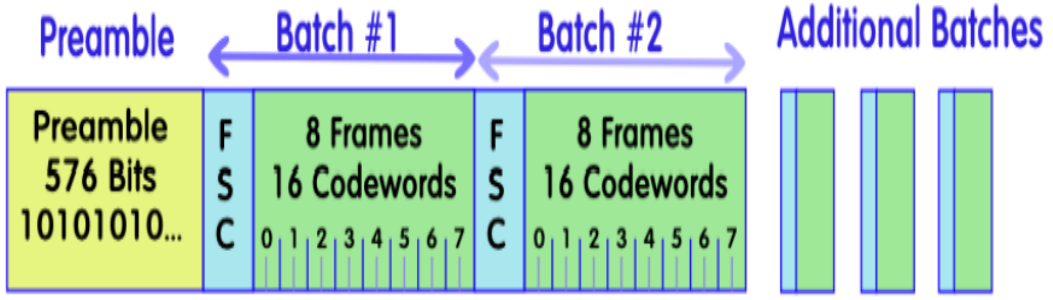 Preamble
Batch #1
Batch #2
Additional Batches
Preamble
576 Bits
10101010...
F
S
C
8 Frames
16 Codewords
0 1 2 3 4 5 6 7
F
S
C
8 Frames
16 Codewords
0 1 2 3 4 5 6 7